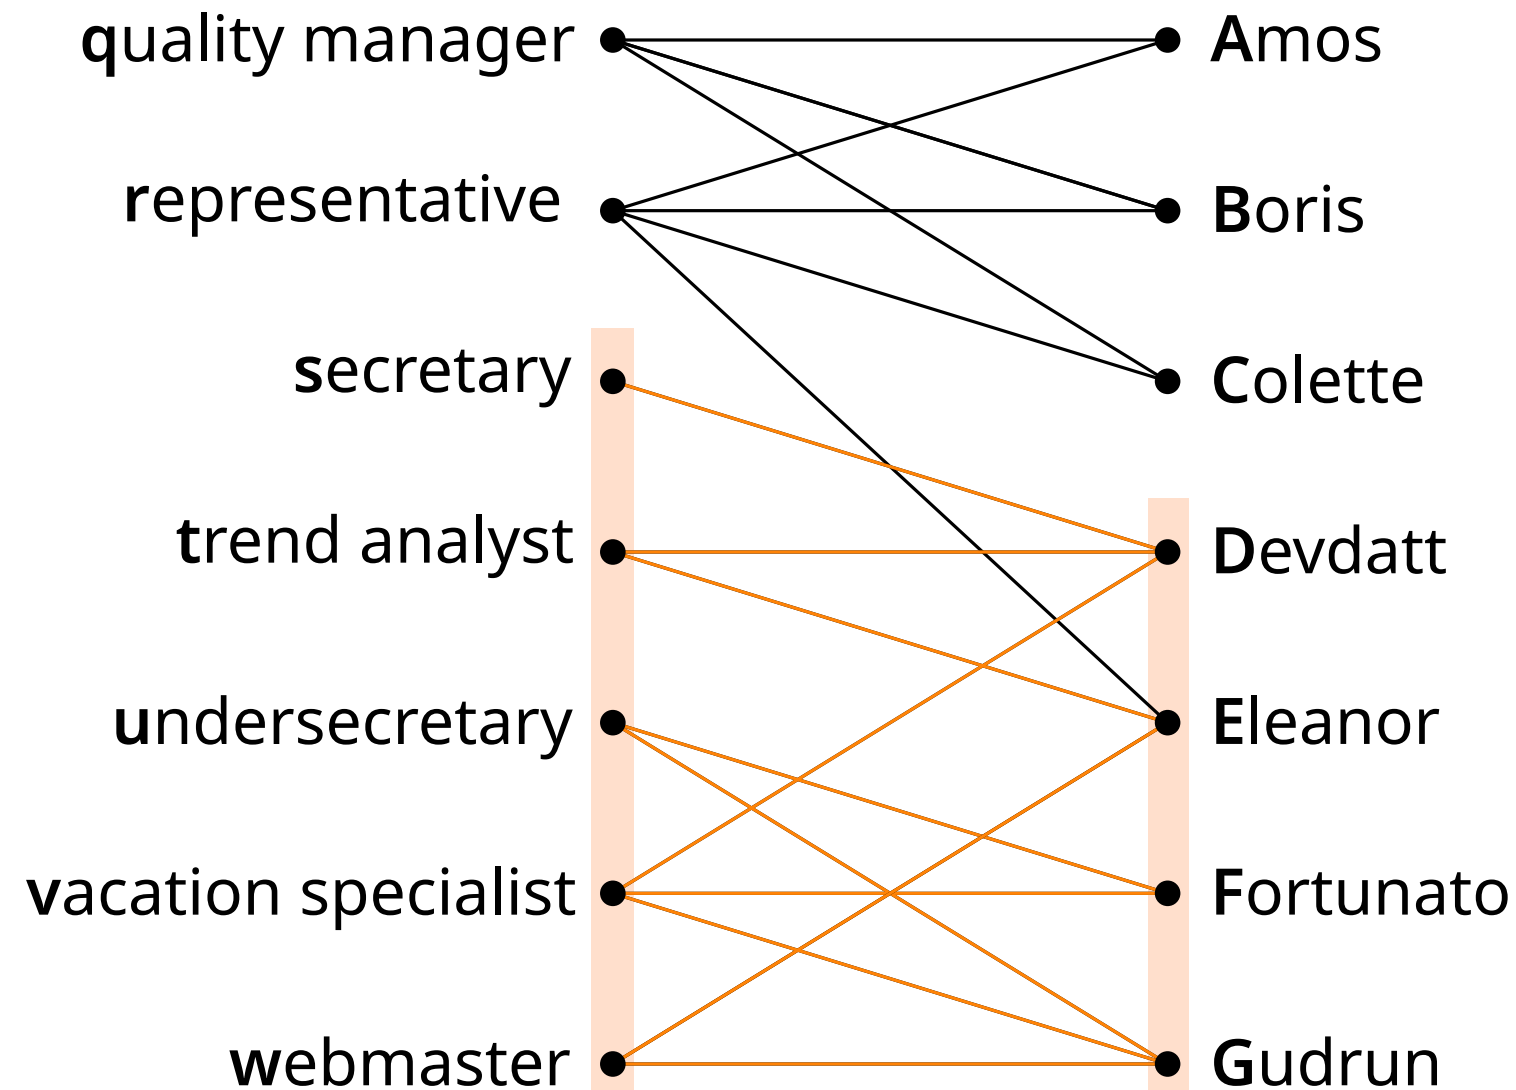 quality manager
Amos
representative
Boris
secretary
Colette
trend analyst
Devdatt
undersecretary
Eleanor
vacation specialist
Fortunato
webmaster
Gudrun